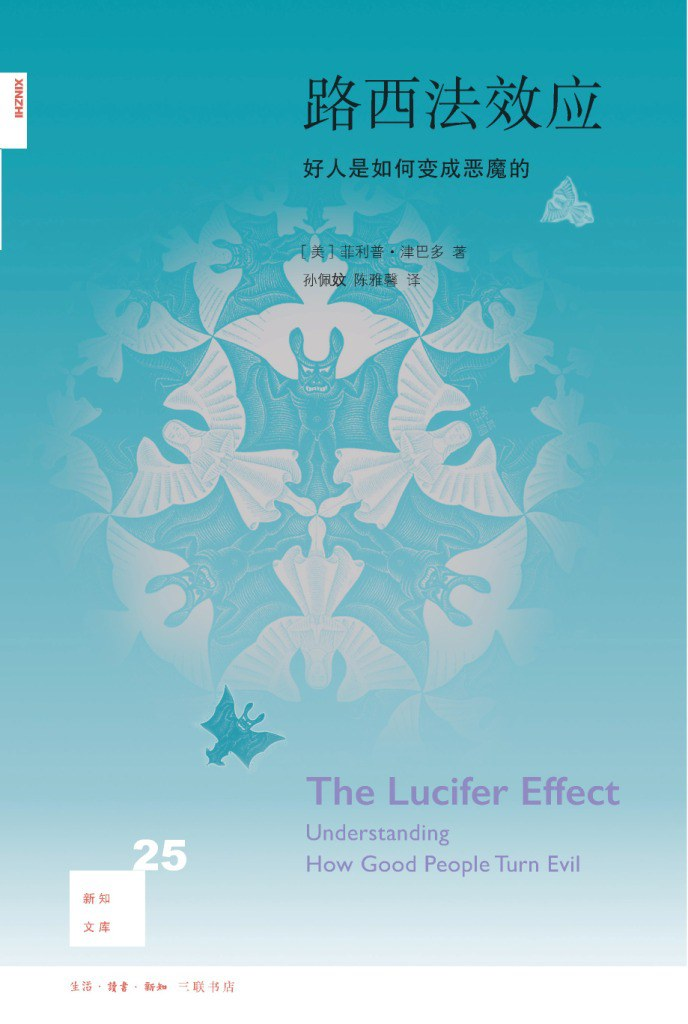 XINZHI
路西法效应
好人是如何变成恶魔的
[美]菲利普·津巴多 著
孙佩妏 陈雅馨 译
The Lucifer Effect
Understanding
How Good People Turn Evil
25
新知
文库
生活·讀書·新知 三联书店